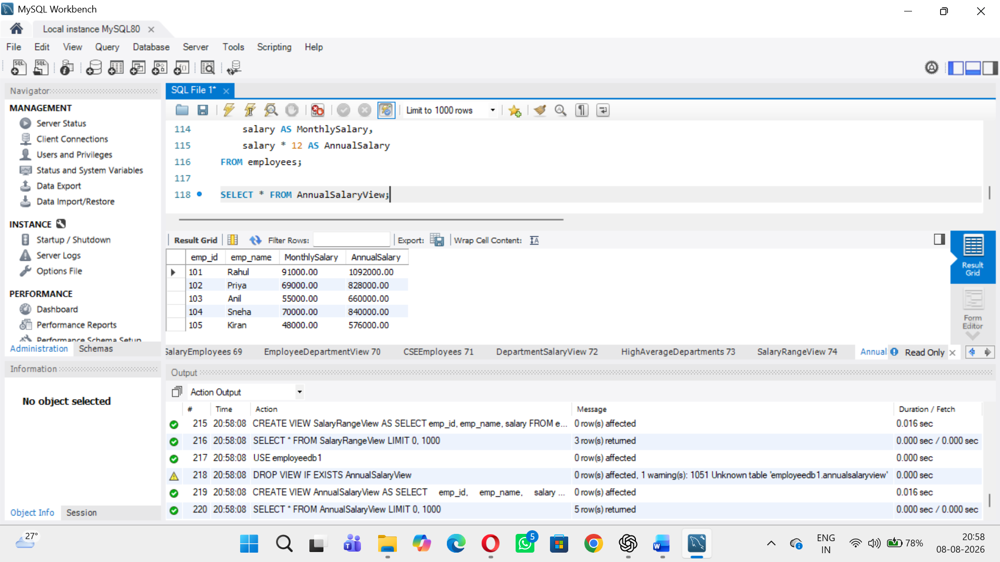 MySQL Workbench
Local instance MySQL80
File Edit View Query Database Server Tools Scripting Help
Navigator
MANAGEMENT
Server Status
Client Connections
Users and Privileges
Status and System Variables
Data Export
Data Import/Restore
INSTANCE
Startup / Shutdown
Server Logs
Options File
PERFORMANCE
Dashboard
Performance Reports
Performance Schema Setup
Administration Schemas
Information
No object selected
Object Info Session
SQL File 1*
Limit to 1000 rows
114 salary AS MonthlySalary,
115 salary * 12 AS AnnualSalary
116 FROM employees;
117
118 SELECT * FROM AnnualSalaryView;
Result Grid Filter Rows: Export: Wrap Cell Content:
emp_id emp_name MonthlySalary AnnualSalary
101 Rahul 91000.00 1092000.00
102 Priya 69000.00 828000.00
103 Anil 55000.00 660000.00
104 Sneha 70000.00 840000.00
105 Kiran 48000.00 576000.00
Result
Grid
Form
Editor
SalaryEmployees 69 EmployeeDepartmentView 70 CSEEmployees 71 DepartmentSalaryView 72 HighAverageDepartments 73 SalaryRangeView 74 Annual Read Only
Output
Action Output
# Time Action Message Duration / Fetch
215 20:58:08 CREATE VIEW SalaryRangeView AS SELECT emp_id, emp_name, salary FROM e... 0 row(s) affected 0.016 sec
216 20:58:08 SELECT * FROM SalaryRangeView LIMIT 0, 1000 3 row(s) returned 0.000 sec / 0.000 sec
217 20:58:08 USE employeedb1 0 row(s) affected 0.000 sec
218 20:58:08 DROP VIEW IF EXISTS AnnualSalaryView 0 row(s) affected, 1 warning(s): 1051 Unknown table 'employeedb1.annualsalaryview' 0.000 sec
219 20:58:08 CREATE VIEW AnnualSalaryView AS SELECT emp_id, emp_name, salary ... 0 row(s) affected 0.016 sec
220 20:58:08 SELECT * FROM AnnualSalaryView LIMIT 0, 1000 5 row(s) returned 0.000 sec / 0.000 sec
27°
5
ENG
IN
78%
20:58
08-08-2026